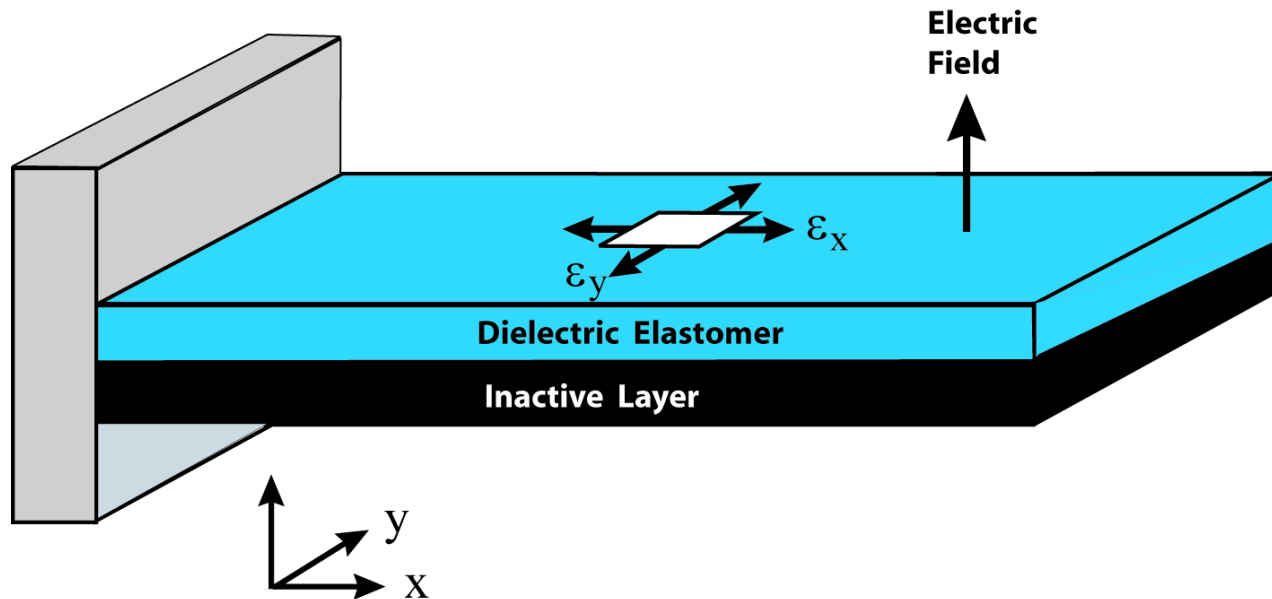 Electric
Field
εx
εy
Dielectric Elastomer
Inactive Layer
y
x